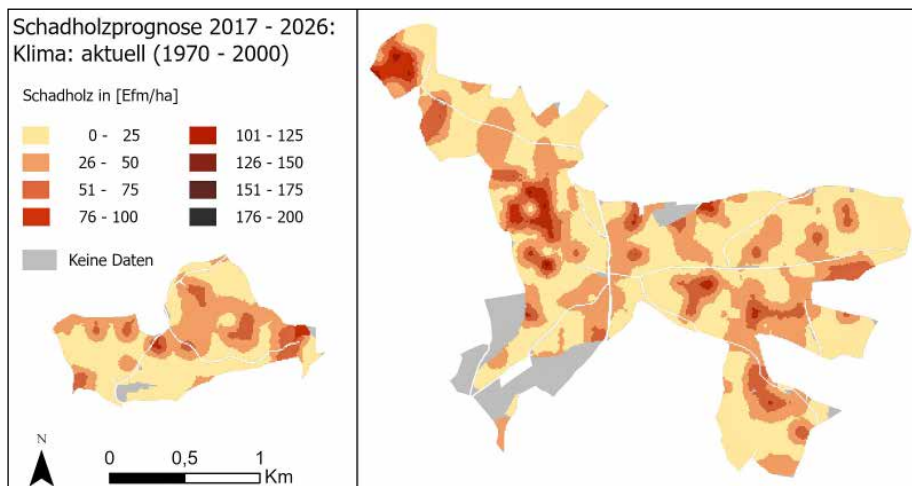 Schadholzprognose 2017 - 2026:
Klima: aktuell (1970 - 2000)
Schadholz in [Efm/ha]
0 - 25
26 - 50
51 - 75
76 - 100
101 - 125
126 - 150
151 - 175
176 - 200
Keine Daten
N
0 0,5 1
Km